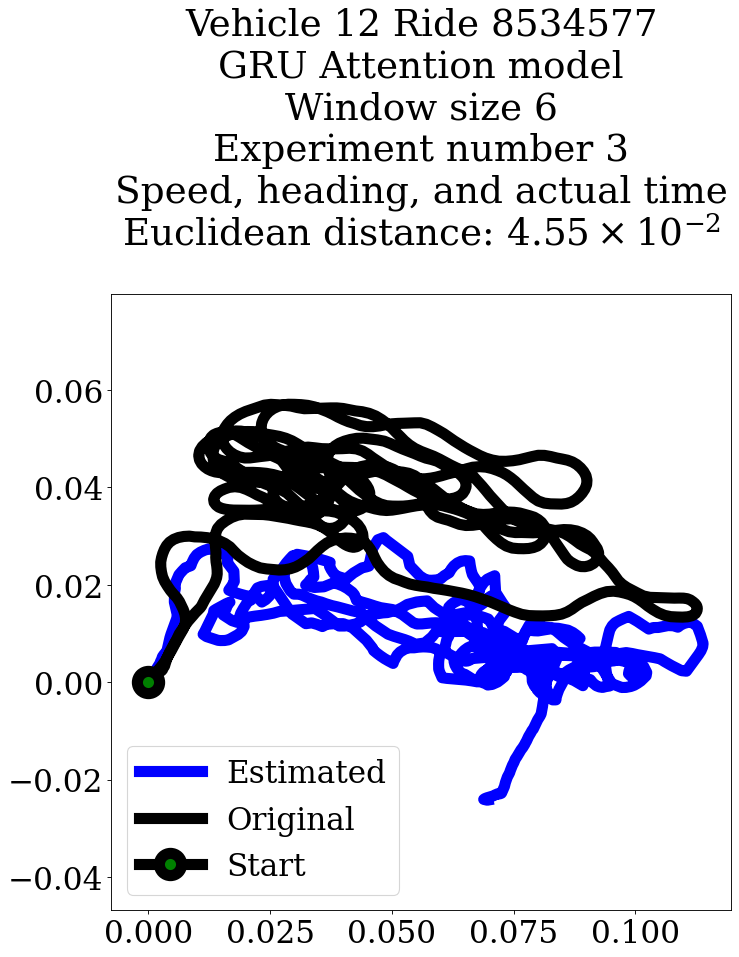 Vehicle 12 Ride 8534577
GRU Attention model
Window size 6
Experiment number 3
Speed, heading, and actual time
Euclidean distance: 4.55 × 10⁻²
0.06
0.04
0.02
0.00
−0.02
−0.04
Estimated
Original
Start
0.000 0.025 0.050 0.075 0.100